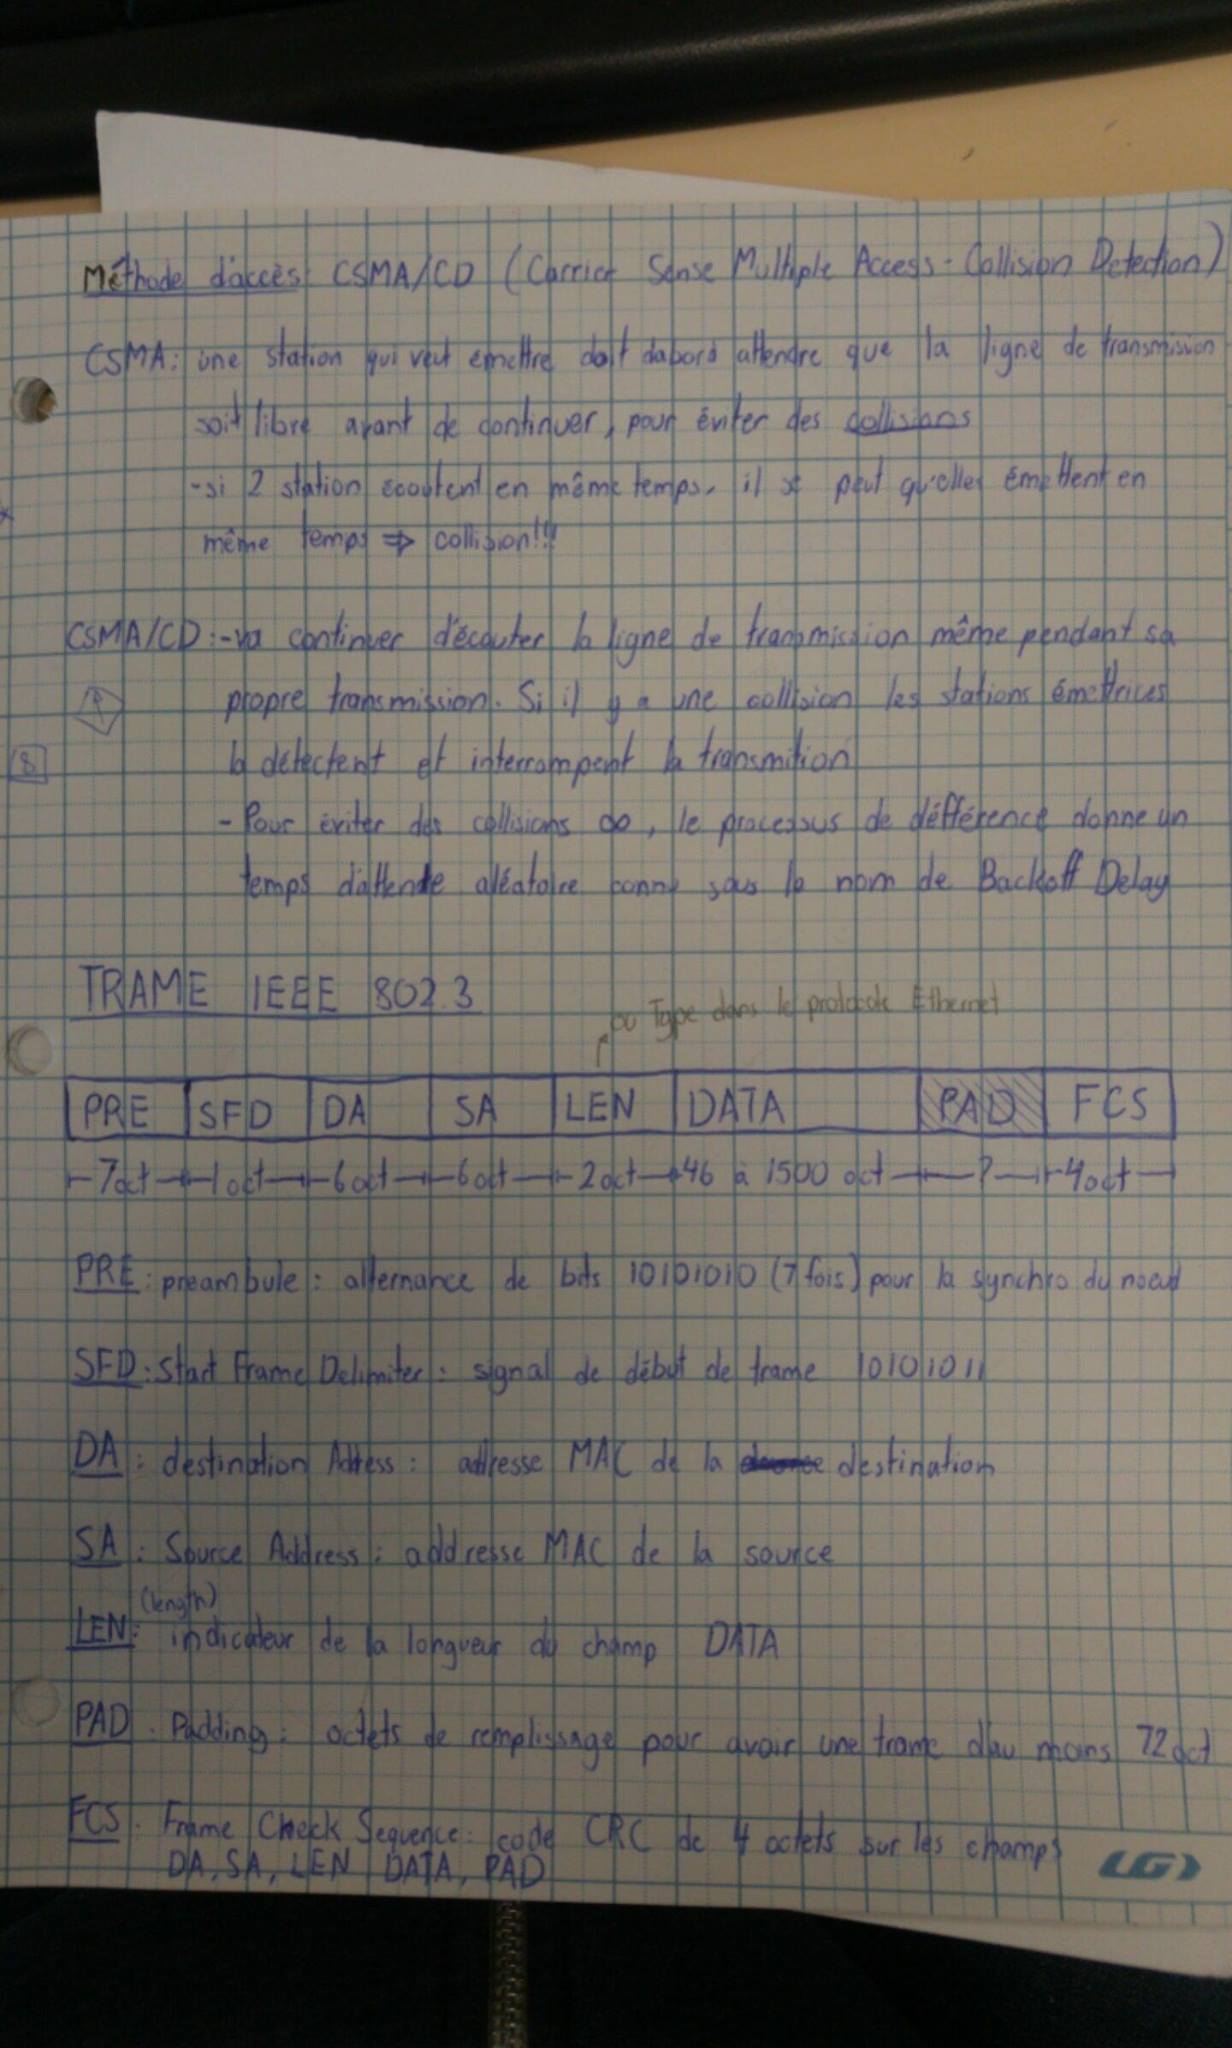 Méthode d'accès: CSMA/CD (Carrier Sense Multiple Access - Collision Detection)
CSMA: une station qui veut émettre doit dabord attendre que la ligne de transmission
soit libre avant de continuer, pour éviter des collisions
-si 2 station écoutent en même temps, il se peut qu'elles émettent en
même temps ⇒ collision!!!
CSMA/CD: -va continuer d'écouter la ligne de transmission même pendant sa
propre transmission. Si il y a une collision les stations émettrices
8
la détectent et interrompent la transmition
- Pour éviter des collisions ∞, le processus de défférence donne un
temps d'attende aléatoire connu sous le nom de Backoff Delay
TRAME IEEE 802.3
ou Type dans le protocole Ethernet
PRE SFD DA SA LEN DATA PAD FCS
7oct 1oct 6oct 6oct 2oct 46 à 1500 oct ? 4oct
PRE: preambule: alternance de bits 10101010 (7 fois) pour la synchro du noeud
SFD: Start Frame Delimiter: signal de début de trame 10101011
DA: destination Address: adresse MAC de la destination
SA: Source Address: addresse MAC de la source
(length)
LEN: indicateur de la longueur du champ DATA
PAD: Padding: octets de remplissage pour avoir une trame d'au moins 72 oct
FCS: Frame Check Sequence: code CRC de 4 octets sur les champs
DA, SA, LEN, DATA, PAD